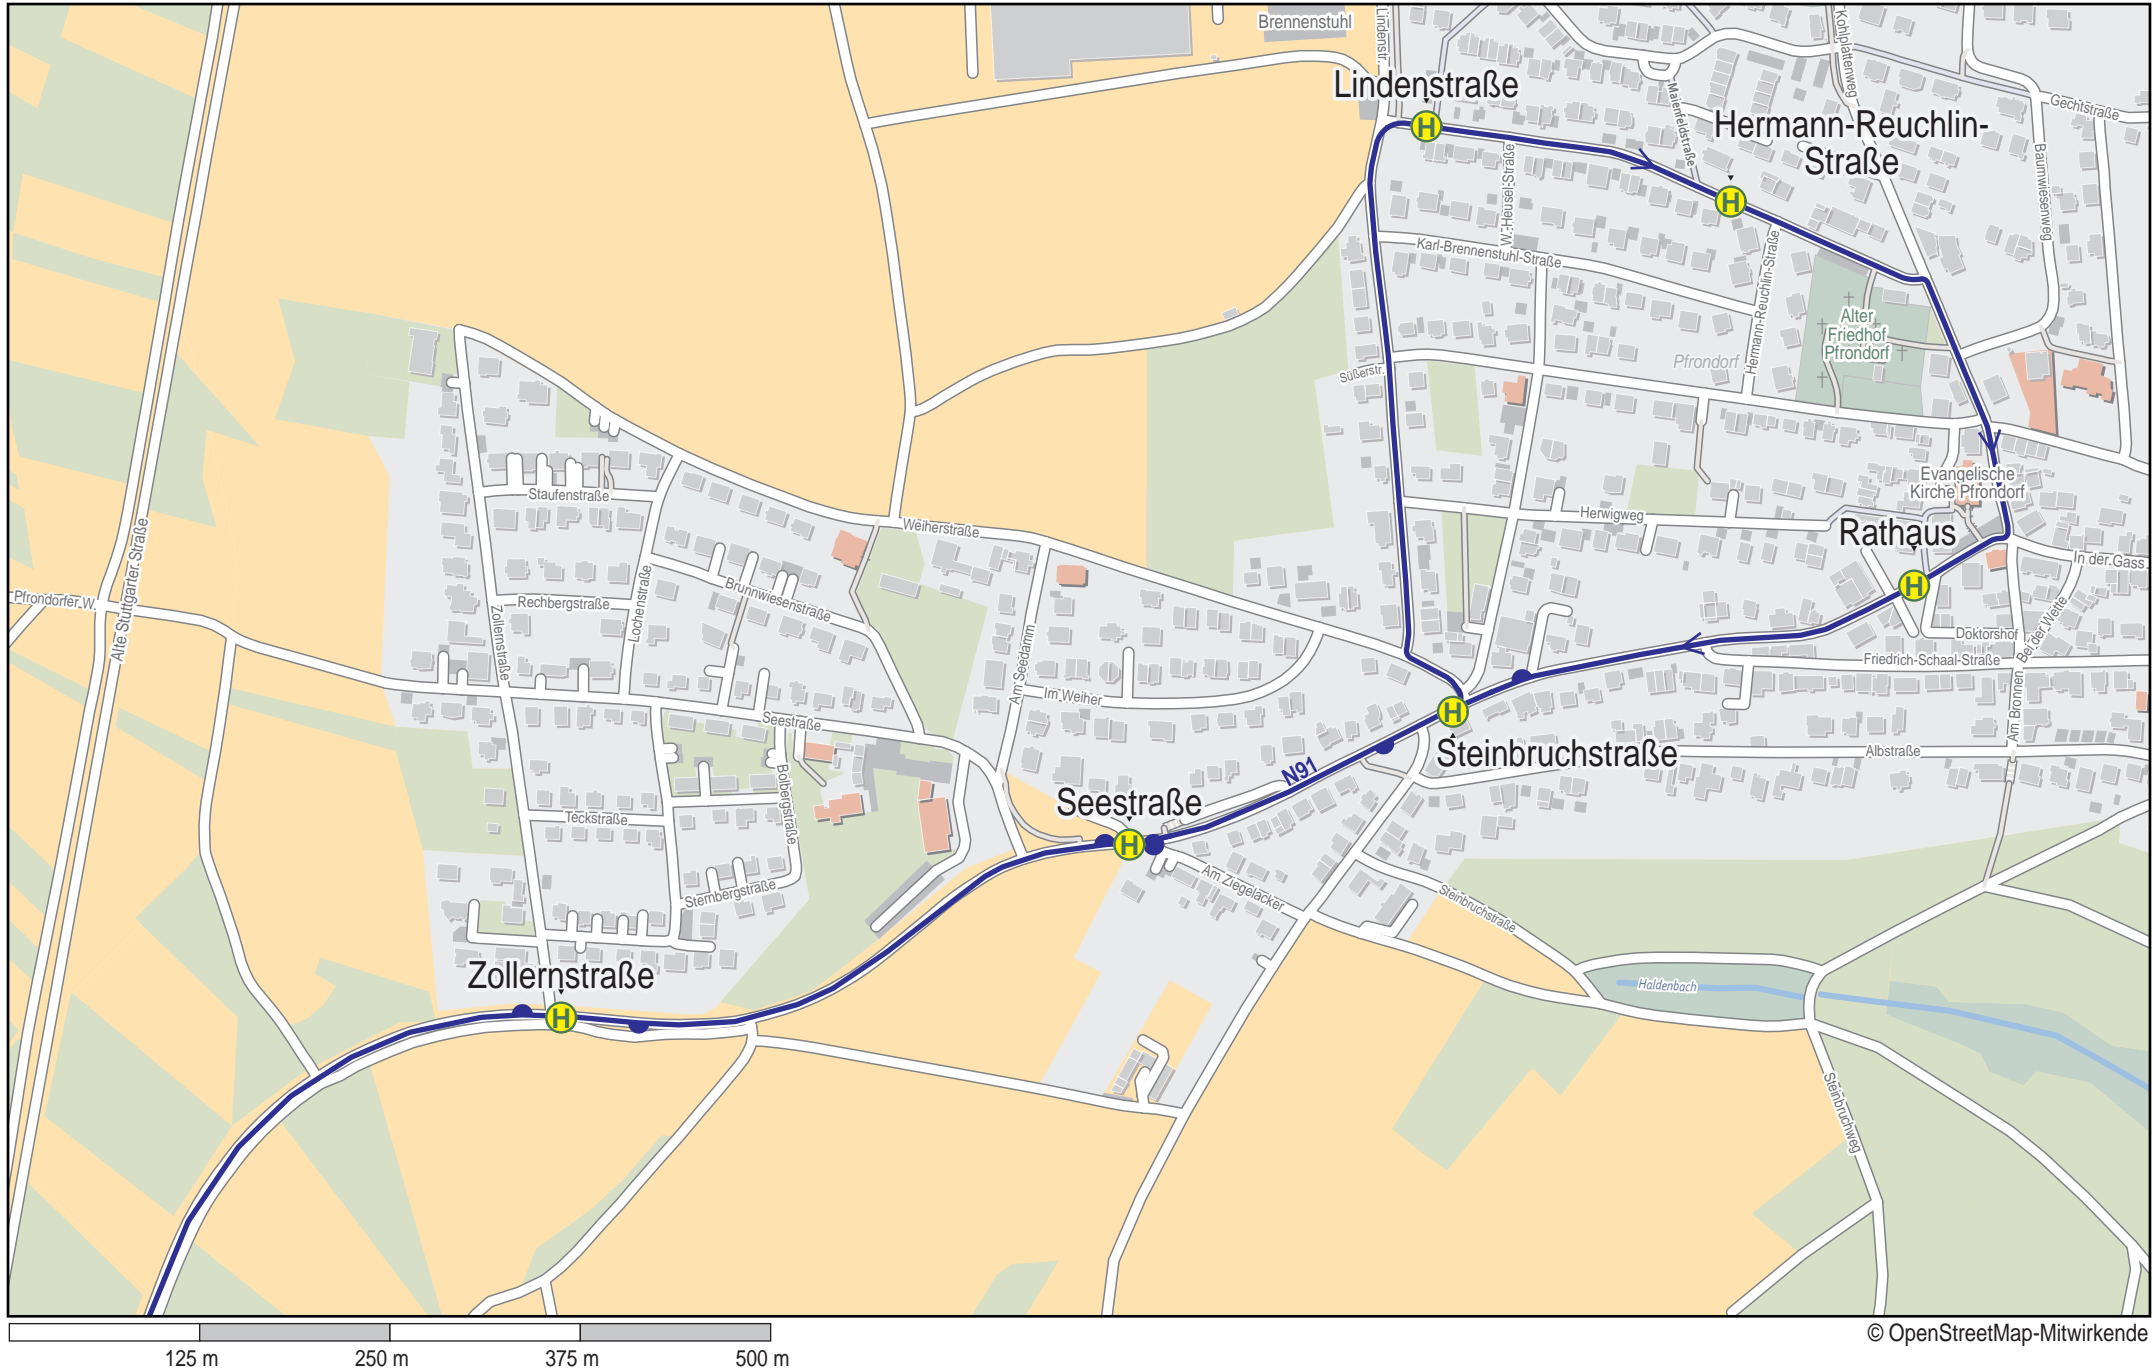 Brennenstuhl
Lindenstr.
Kohlplattenweg
Lindenstraße
Gechtstraße
Maienfeldstraße
Hermann-Reuchlin-
Straße
H
H
W.-Heusel-Straße
Baumwiesenweg
Karl-Brennenstuhl-Straße
Hermann-Reuchlin-Straße
Alter
Friedhof
Pfrondorf
Pfrondorf
Süßerstr.
Evangelische
Kirche Pfrondorf
Staufenstraße
Weiherstraße
Herwigweg
Rathaus
H
In der Gass
Alte Stuttgarter Straße
Pfrondorfer W.
Rechbergstraße
Zollernstraße
Lochenstraße
Brunnwiesenstraße
Am Seedamm
Im Weiher
Doktorshof
Bei der Wette
Friedrich-Schaal-Straße
Am Bronnen
Seestraße
H
Steinbruchstraße
Albstraße
N91
Bolbergstraße
Seestraße
H
Teckstraße
Am Ziegelacker
Sternbergstraße
Steinbruchstraße
Zollernstraße
H
Haldenbach
Steinbruchweg
125 m
250 m
375 m
500 m
© OpenStreetMap-Mitwirkende